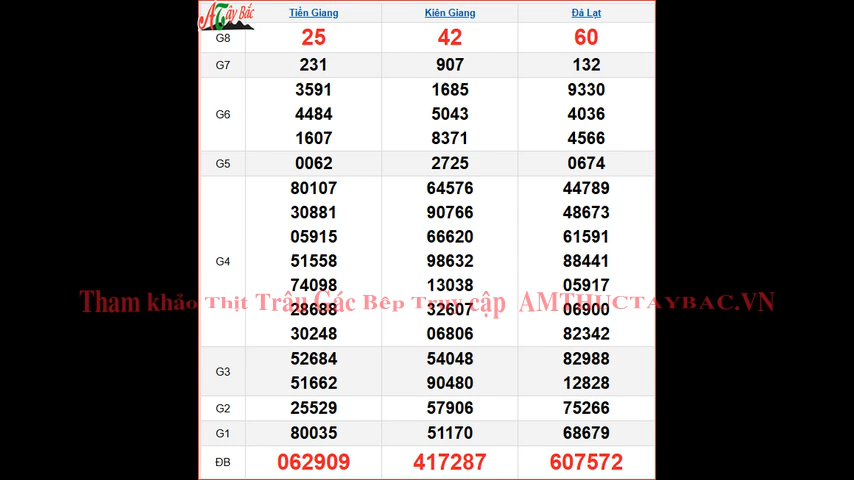 ATây Bắc
Tiền Giang Kiên Giang Đà Lạt
G8 25 42 60
G7 231 907 132
3591 1685 9330
G6 4484 5043 4036
1607 8371 4566
G5 0062 2725 0674
80107 64576 44789
30881 90766 48673
05915 66620 61591
G4 51558 98632 88441
74098 13038 05917
Tham khảo Thịt Trâu Gác Bếp Truy cập AMTHUCTAYBAC.VN
28688 32607 06900
30248 06806 82342
G3 52684 54048 82988
51662 90480 12828
G2 25529 57906 75266
G1 80035 51170 68679
ĐB 062909 417287 607572